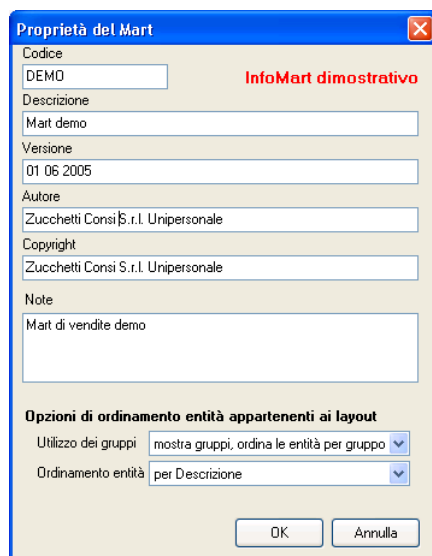 Proprietà del Mart
Codice
DEMO
InfoMart dimostrativo
Descrizione
Mart demo
Versione
01 06 2005
Autore
Zucchetti Consi S.r.l. Unipersonale
Copyright
Zucchetti Consi S.r.l. Unipersonale
Note
Mart di vendite demo
Opzioni di ordinamento entità appartenenti ai layout
Utilizzo dei gruppi mostra gruppi, ordina le entità per gruppo
Ordinamento entità per Descrizione
OK Annulla